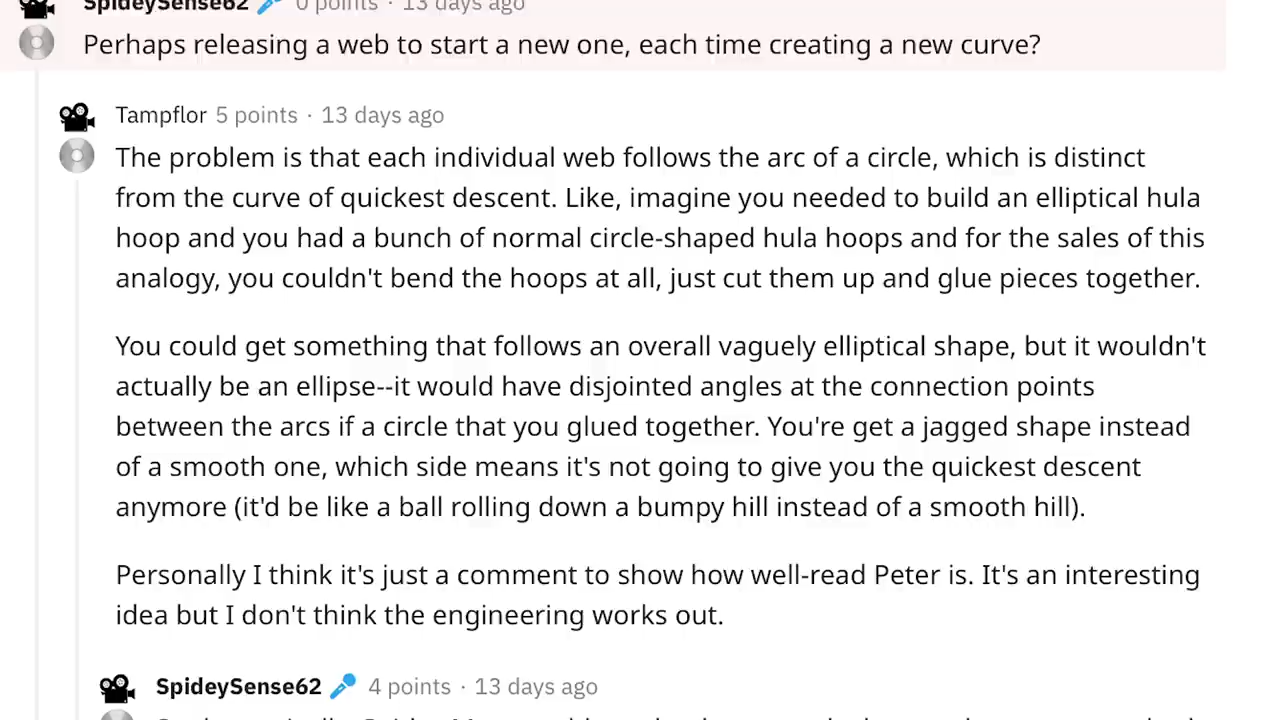 SpideySense62 0 points · 13 days ago
Perhaps releasing a web to start a new one, each time creating a new curve?
Tampflor 5 points · 13 days ago
The problem is that each individual web follows the arc of a circle, which is distinct
from the curve of quickest descent. Like, imagine you needed to build an elliptical hula
hoop and you had a bunch of normal circle-shaped hula hoops and for the sales of this
analogy, you couldn't bend the hoops at all, just cut them up and glue pieces together.
You could get something that follows an overall vaguely elliptical shape, but it wouldn't
actually be an ellipse--it would have disjointed angles at the connection points
between the arcs if a circle that you glued together. You're get a jagged shape instead
of a smooth one, which side means it's not going to give you the quickest descent
anymore (it'd be like a ball rolling down a bumpy hill instead of a smooth hill).
Personally I think it's just a comment to show how well-read Peter is. It's an interesting
idea but I don't think the engineering works out.
SpideySense62 4 points · 13 days ago